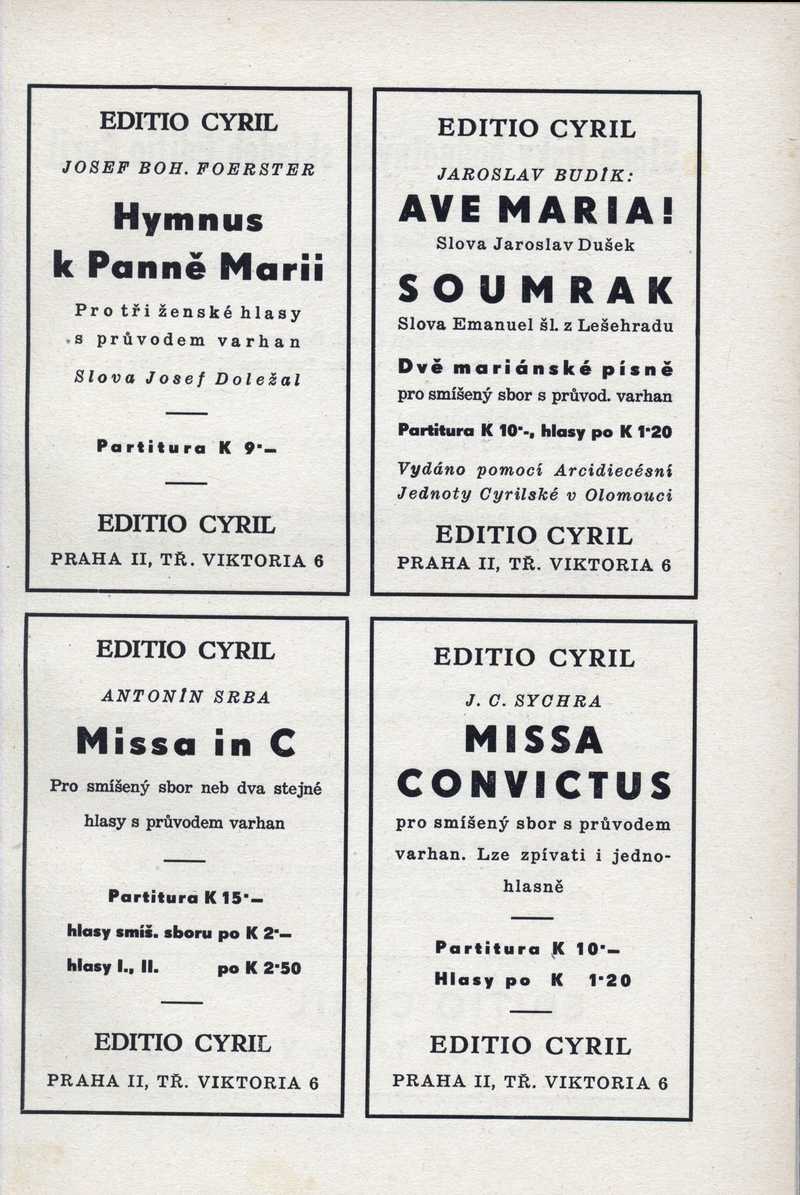 EDITIO CYRIL
JOSEF BOH. FOERSTER
Hymnus
k Panně Marii
Pro tři ženské hlasy
s průvodem varhan
Slova Josef Doležal
Partitura K 9·–
EDITIO CYRIL
PRAHA II, TŘ. VIKTORIA 6
EDITIO CYRIL
JAROSLAV BUDÍK:
AVE MARIA!
Slova Jaroslav Dušek
SOUMRAK
Slova Emanuel šl. z Lešehradu
Dvě mariánské písně
pro smíšený sbor s průvod. varhan
Partitura K 10·-, hlasy po K 1·20
Vydáno pomocí Arcidiecésní
Jednoty Cyrilské v Olomouci
EDITIO CYRIL
PRAHA II, TŘ. VIKTORIA 6
EDITIO CYRIL
ANTONÍN SRBA
Missa in C
Pro smíšený sbor neb dva stejné
hlasy s průvodem varhan
Partitura K 15·–
hlasy smíš. sboru po K 2·–
hlasy I., II. po K 2·50
EDITIO CYRIL
PRAHA II, TŘ. VIKTORIA 6
EDITIO CYRIL
J. C. SYCHRA
MISSA
CONVICTUS
pro smíšený sbor s průvodem
varhan. Lze zpívati i jedno-
hlasně
Partitura K 10·–
Hlasy po K 1·20
EDITIO CYRIL
PRAHA II, TŘ. VIKTORIA 6